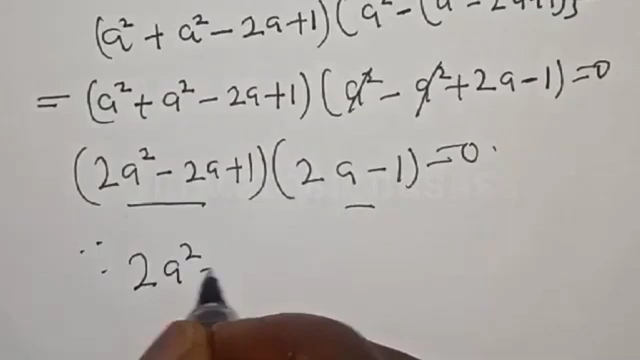 (a² + a² - 2a + 1)(a² - (a² - 2a+1)}
= (a² + a² - 2a + 1)(a² - a² + 2a - 1) = 0
(2a² - 2a + 1)(2a - 1) = 0.
∴ 2a² -